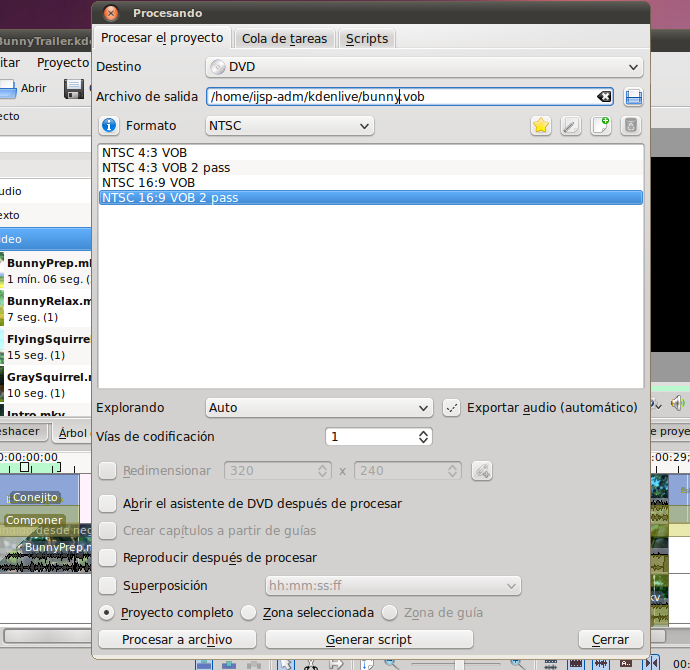 Procesando
BunnyTrailer.kde
itar Proyecto
Abrir
ecto
udio
exto
deo
BunnyPrep.m
1 mín. 06 seg. (
BunnyRelax.m
7 seg. (1)
FlyingSquirrel
15 seg. (1)
GraySquirrel.
10 seg. (1)
Intro.mkv
eshacer Árbol
0:00:00;00
Conejito
Componer
BunnyPrep.m
Procesar el proyecto Cola de tareas Scripts
Destino DVD
Archivo de salida /home/ijsp-adm/kdenlive/bunny.vob
Formato NTSC
NTSC 4:3 VOB
NTSC 4:3 VOB 2 pass
NTSC 16:9 VOB
NTSC 16:9 VOB 2 pass
Explorando Auto Exportar audio (automático)
Vías de codificación 1
Redimensionar 320 x 240
Abrir el asistente de DVD después de procesar
Crear capítulos a partir de guías
Reproducir después de procesar
Superposición hh:mm:ss:ff
Proyecto completo Zona seleccionada Zona de guía
Procesar a archivo Generar script Cerrar
e proye
:00:29;
kv
00: